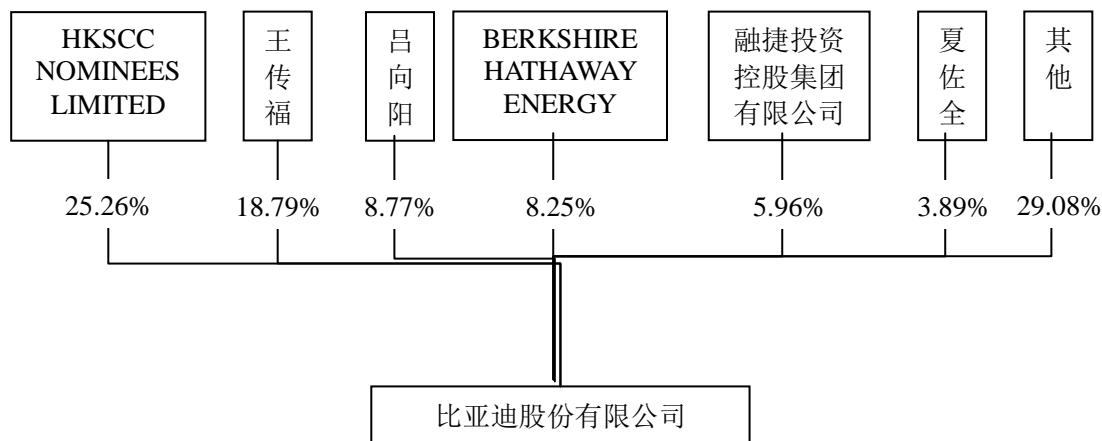 HKSCC
NOMINEES
LIMITED
王
传
福
吕
向
阳
BERKSHIRE
HATHAWAY
ENERGY
融捷投资
控股集团
有限公司
夏
佐
全
其
他
25.26%
18.79%
8.77%
8.25%
5.96%
3.89%
29.08%
比亚迪股份有限公司